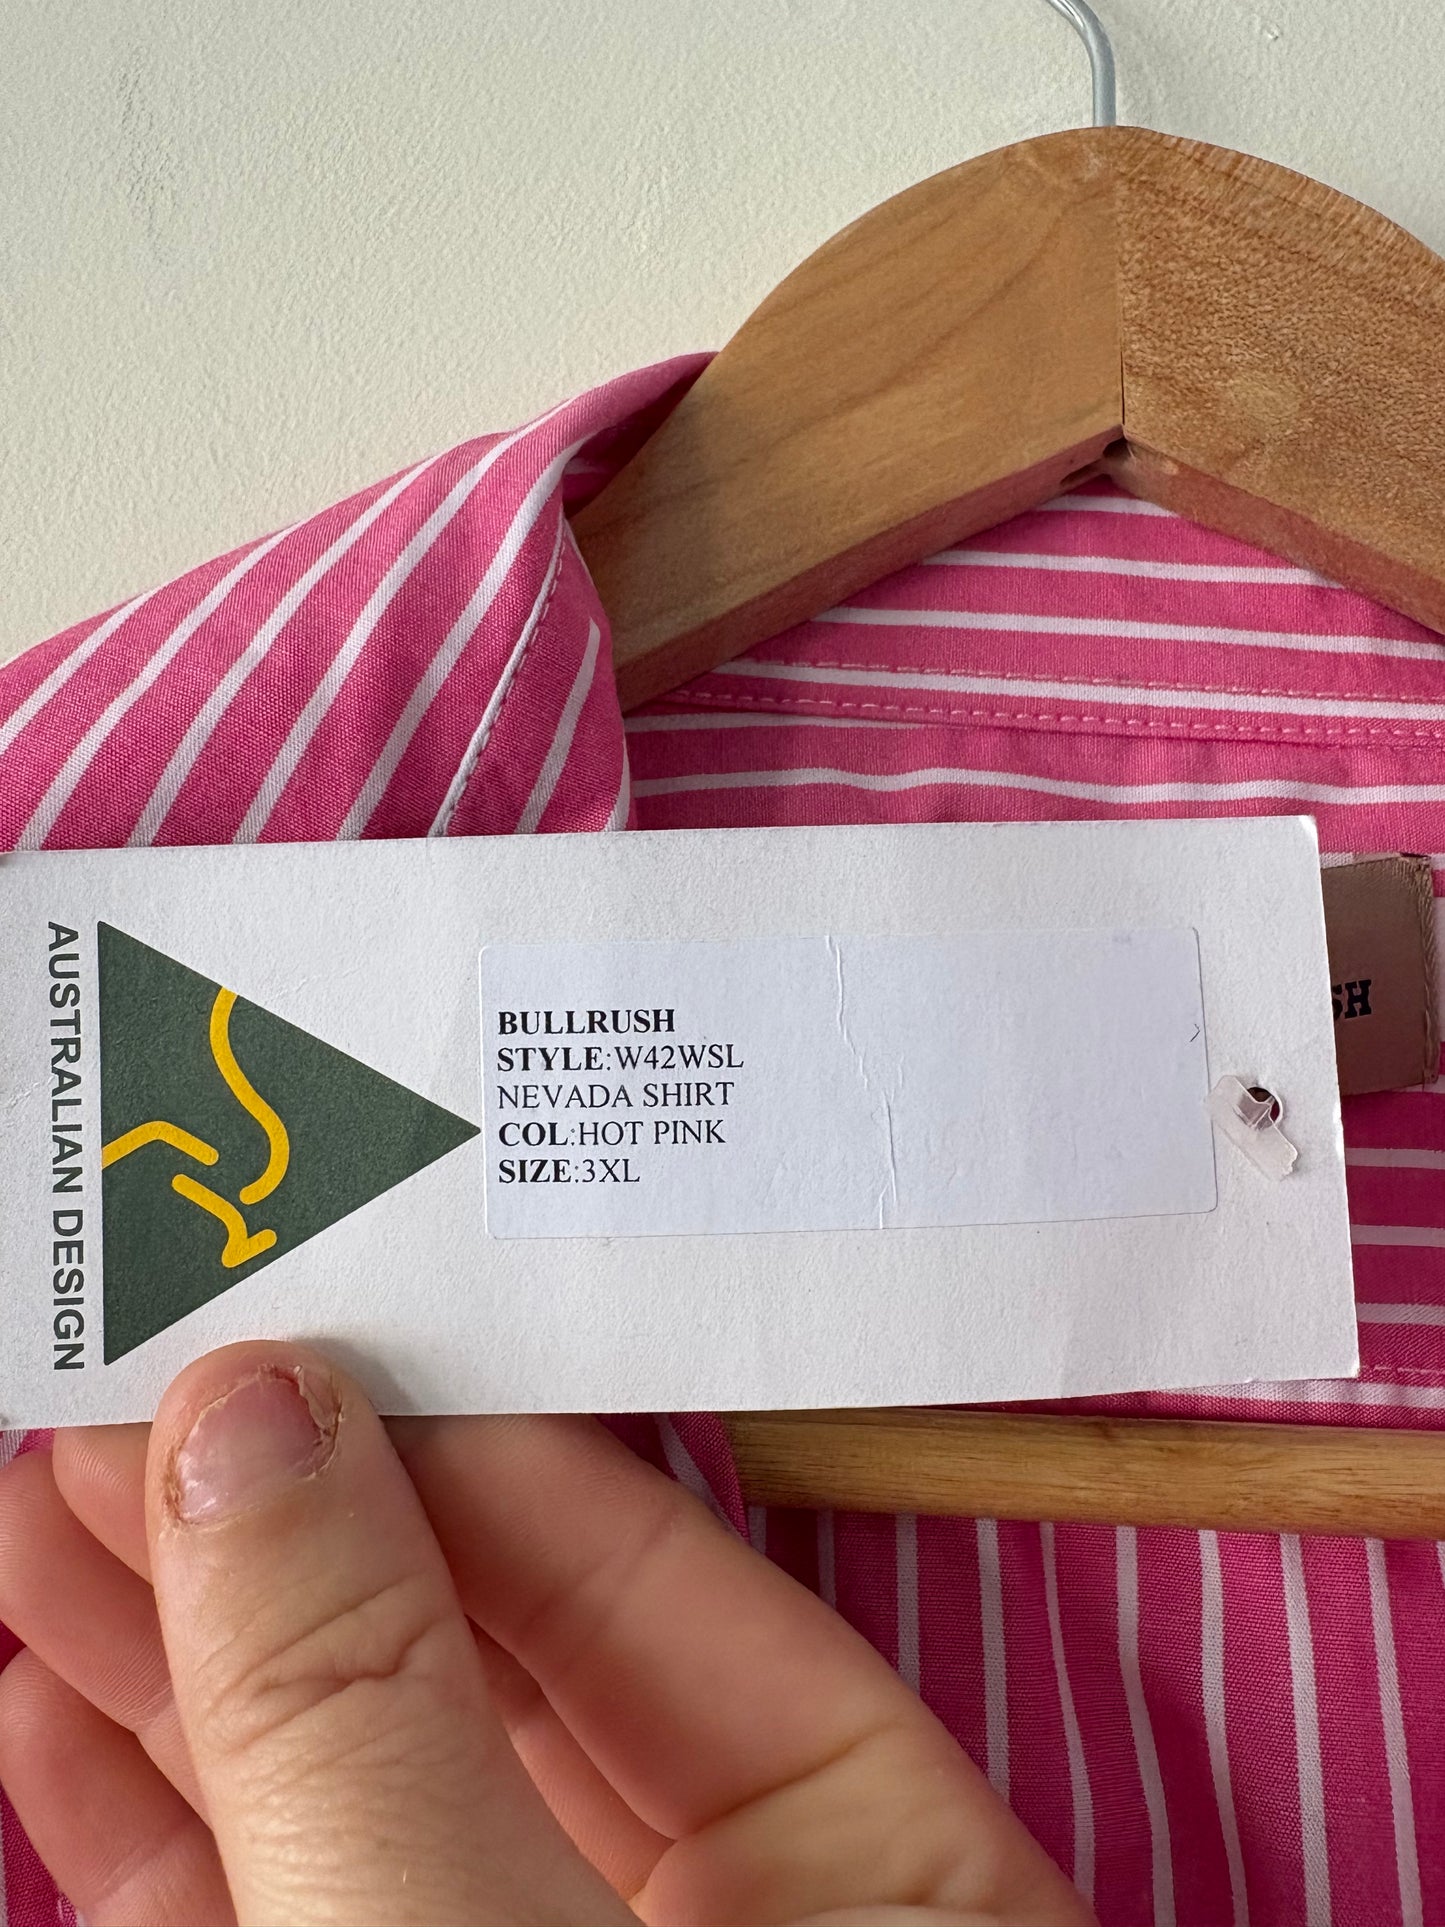 AUSTRALIAN DESIGN
BULLRUSH
STYLE:W42WSL
NEVADA SHIRT
COL:HOT PINK
SIZE:3XL